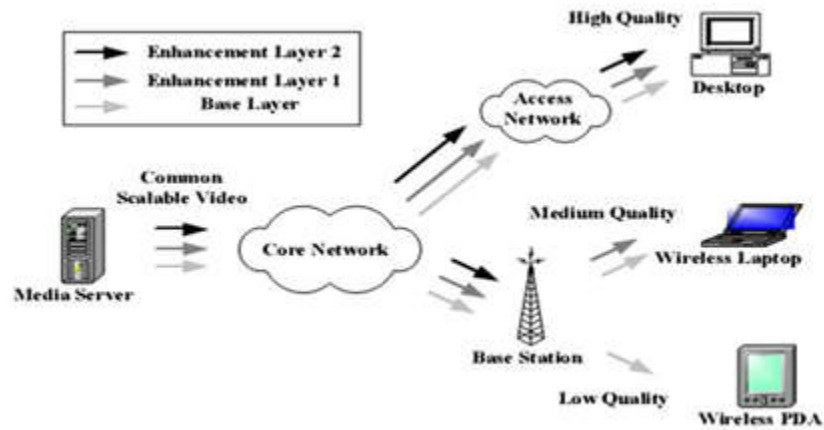 High Quality
Enhancement Layer 2
Enhancement Layer 1
Base Layer
Desktop
Access
Network
Common
Scalable Video
Medium Quality
Core Network
Wireless Laptop
Media Server
Base Station
Low Quality
Wireless PDA